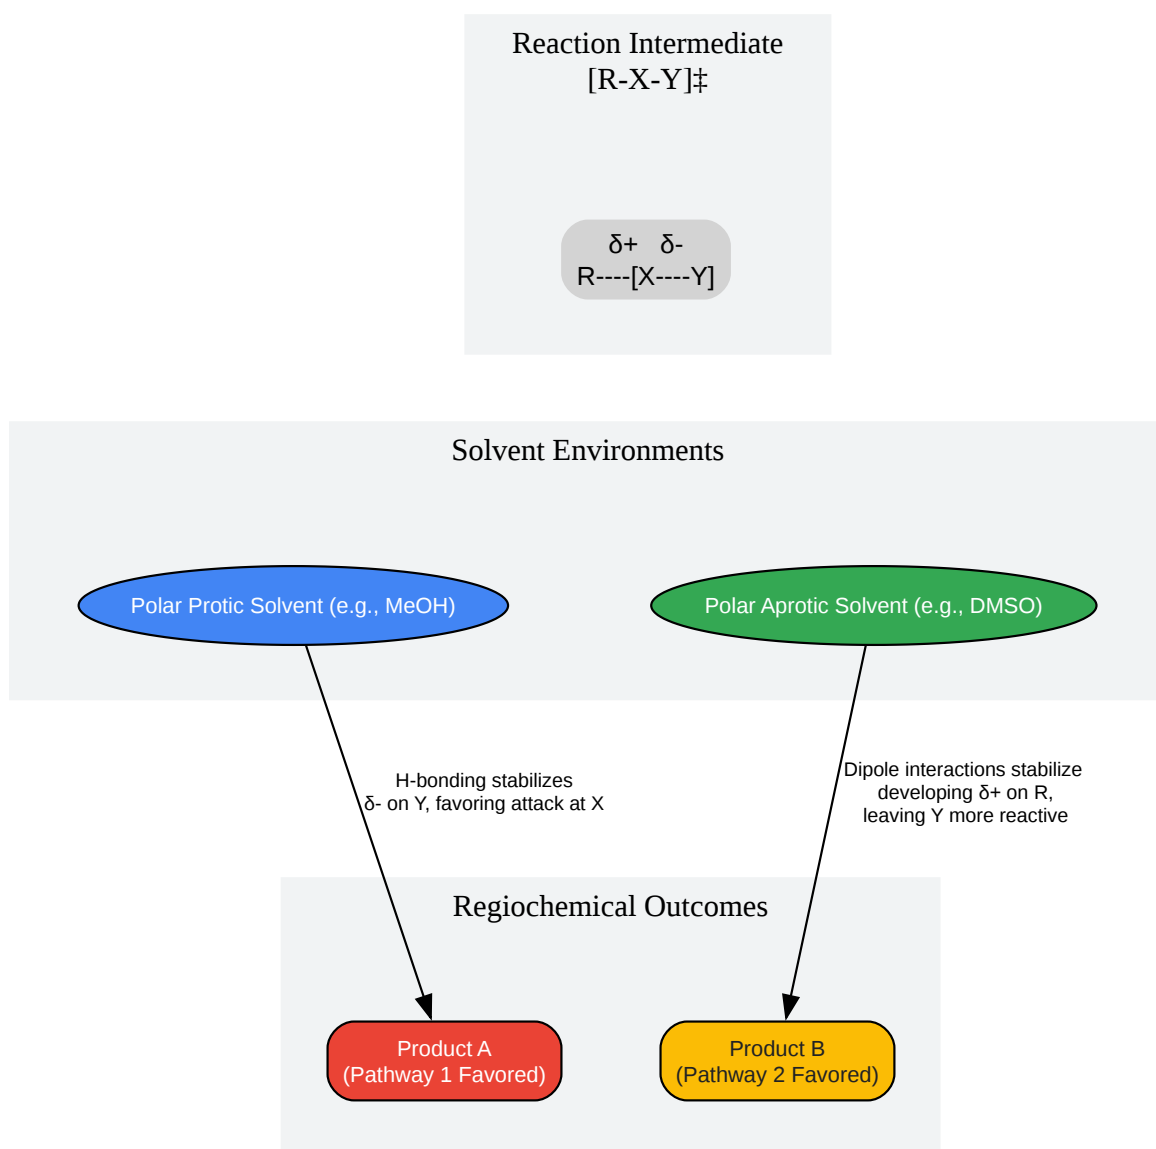 Reaction Intermediate
[R-X-Y]‡
δ+   δ-
R----[X----Y]
Solvent Environments
Polar Protic Solvent (e.g., MeOH)
Polar Aprotic Solvent (e.g., DMSO)
H-bonding stabilizes
δ- on Y, favoring attack at X
Dipole interactions stabilize
developing δ+ on R,
leaving Y more reactive
Regiochemical Outcomes
Product A
(Pathway 1 Favored)
Product B
(Pathway 2 Favored)